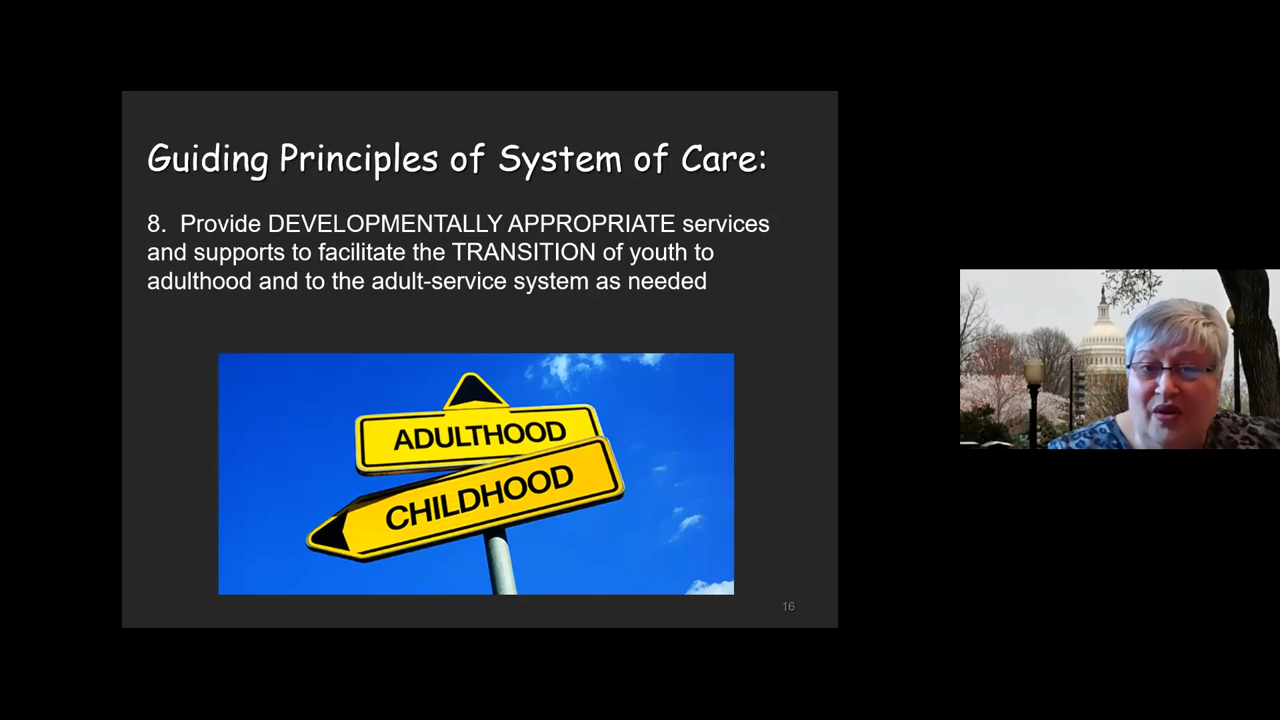 Guiding Principles of System of Care:
8. Provide DEVELOPMENTALLY APPROPRIATE services
and supports to facilitate the TRANSITION of youth to
adulthood and to the adult-service system as needed
ADULTHOOD
CHILDHOOD
16